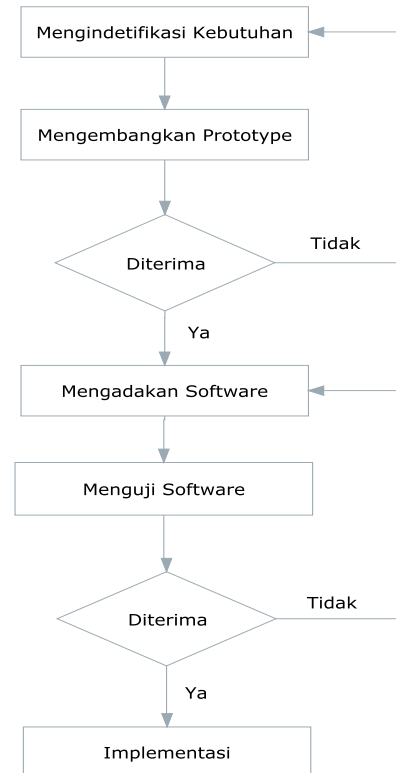 Mengindetifikasi Kebutuhan
Mengembangkan Prototype
Tidak
Diterima
Ya
Mengadakan Software
Menguji Software
Tidak
Diterima
Ya
Implementasi